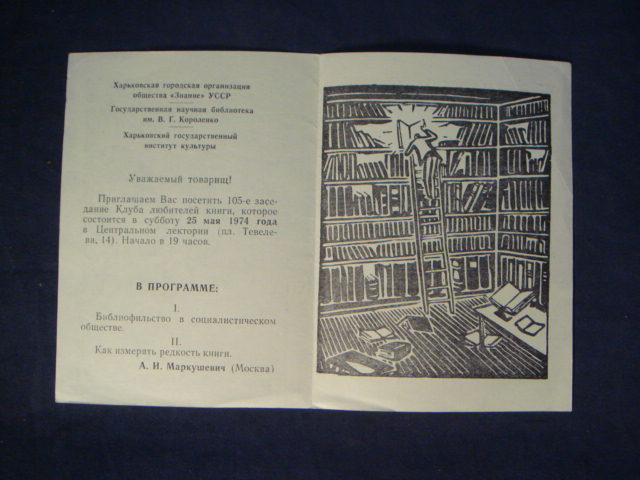 Харьковская городская организация
общества «Знание» УССР
Государственная научная библиотека
им. В. Г. Короленко
Харьковский государственный
институт культуры
Уважаемый товарищ!
Приглашаем Вас посетить 105-е засе-
дание Клуба любителей книги, которое
состоится в субботу 25 мая 1974 года
в Центральном лектории (пл. Тевеле-
ва, 14). Начало в 19 часов.
В ПРОГРАММЕ:
I.
Библиофильство в социалистическом
обществе.
II.
Как измерять редкость книги.
А. И. Маркушевич (Москва)